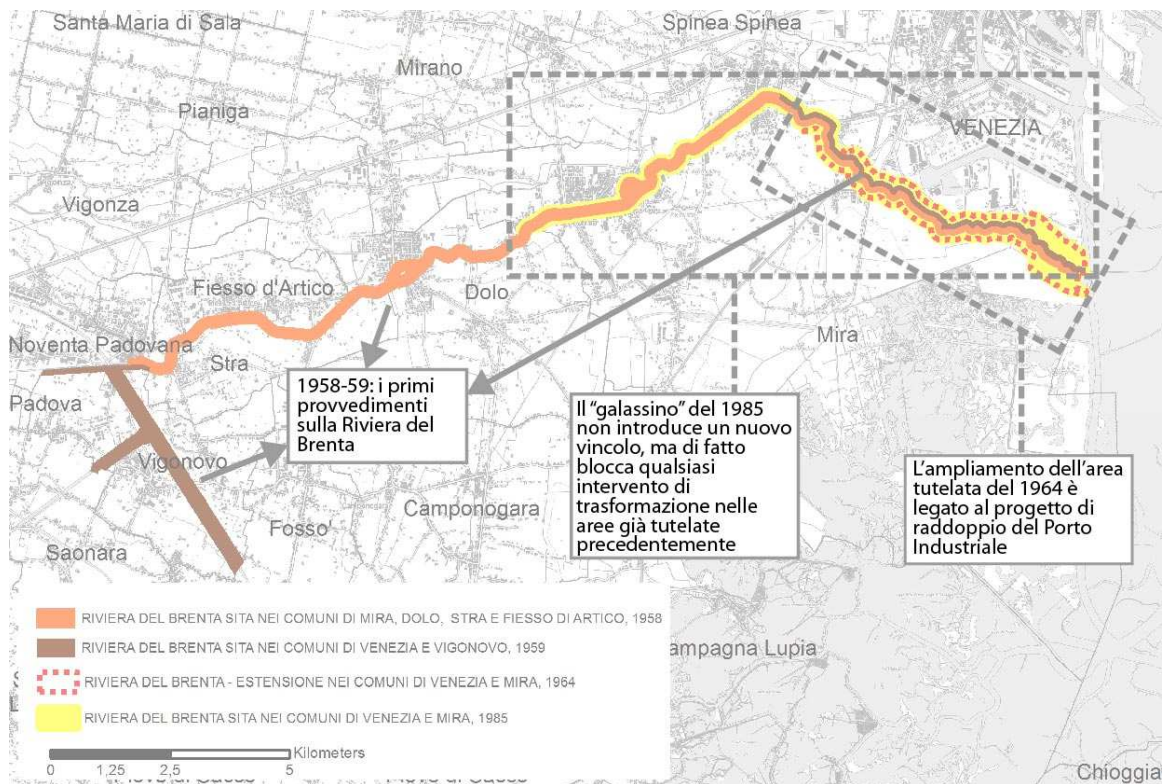 Santa Maria di Sala
Spinea Spinea
Mirano
Pianiga
VENEZIA
Vigonza
Fiesso d'Artico
Dolo
Mira
Noventa Padovana
Stra
Padova
1958-59: i primi
provvedimenti
sulla Riviera del
Brenta
Il "galassino" del 1985
non introduce un nuovo
vincolo, ma di fatto
blocca qualsiasi
intervento di
trasformazione nelle
aree già tutelate
precedentemente
L'ampliamento dell'area
tutelata del 1964 è
legato al progetto di
raddoppio del Porto
Industriale
Vigonovo
Fosso'
Camponogara
Saonara
ampagna Lupia
RIVIERA DEL BRENTA SITA NEI COMUNI DI MIRA, DOLO, STRA E FIESSO DI ARTICO, 1958
RIVIERA DEL BRENTA SITA NEI COMUNI DI VENEZIA E VIGONOVO, 1959
RIVIERA DEL BRENTA - ESTENSIONE NEI COMUNI DI VENEZIA E MIRA, 1964
RIVIERA DEL BRENTA SITA NEI COMUNI DI VENEZIA E MIRA, 1985
Kilometers
0 1,25 2,5 5
Chioggia